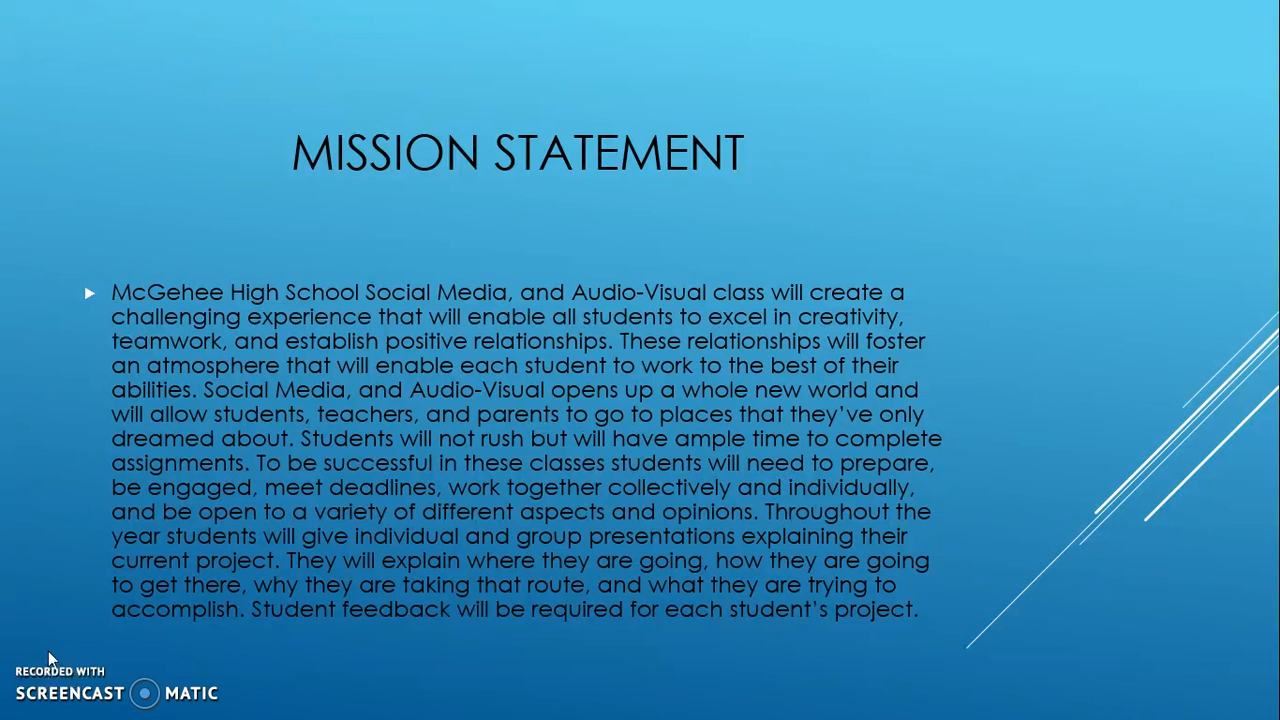 MISSION STATEMENT
McGehee High School Social Media, and Audio-Visual class will create a
challenging experience that will enable all students to excel in creativity,
teamwork, and establish positive relationships. These relationships will foster
an atmosphere that will enable each student to work to the best of their
abilities. Social Media, and Audio-Visual opens up a whole new world and
will allow students, teachers, and parents to go to places that they've only
dreamed about. Students will not rush but will have ample time to complete
assignments. To be successful in these classes students will need to prepare,
be engaged, meet deadlines, work together collectively and individually,
and be open to a variety of different aspects and opinions. Throughout the
year students will give individual and group presentations explaining their
current project. They will explain where they are going, how they are going
to get there, why they are taking that route, and what they are trying to
accomplish. Student feedback will be required for each student's project.
RECORDED WITH
SCREENCAST MATIC